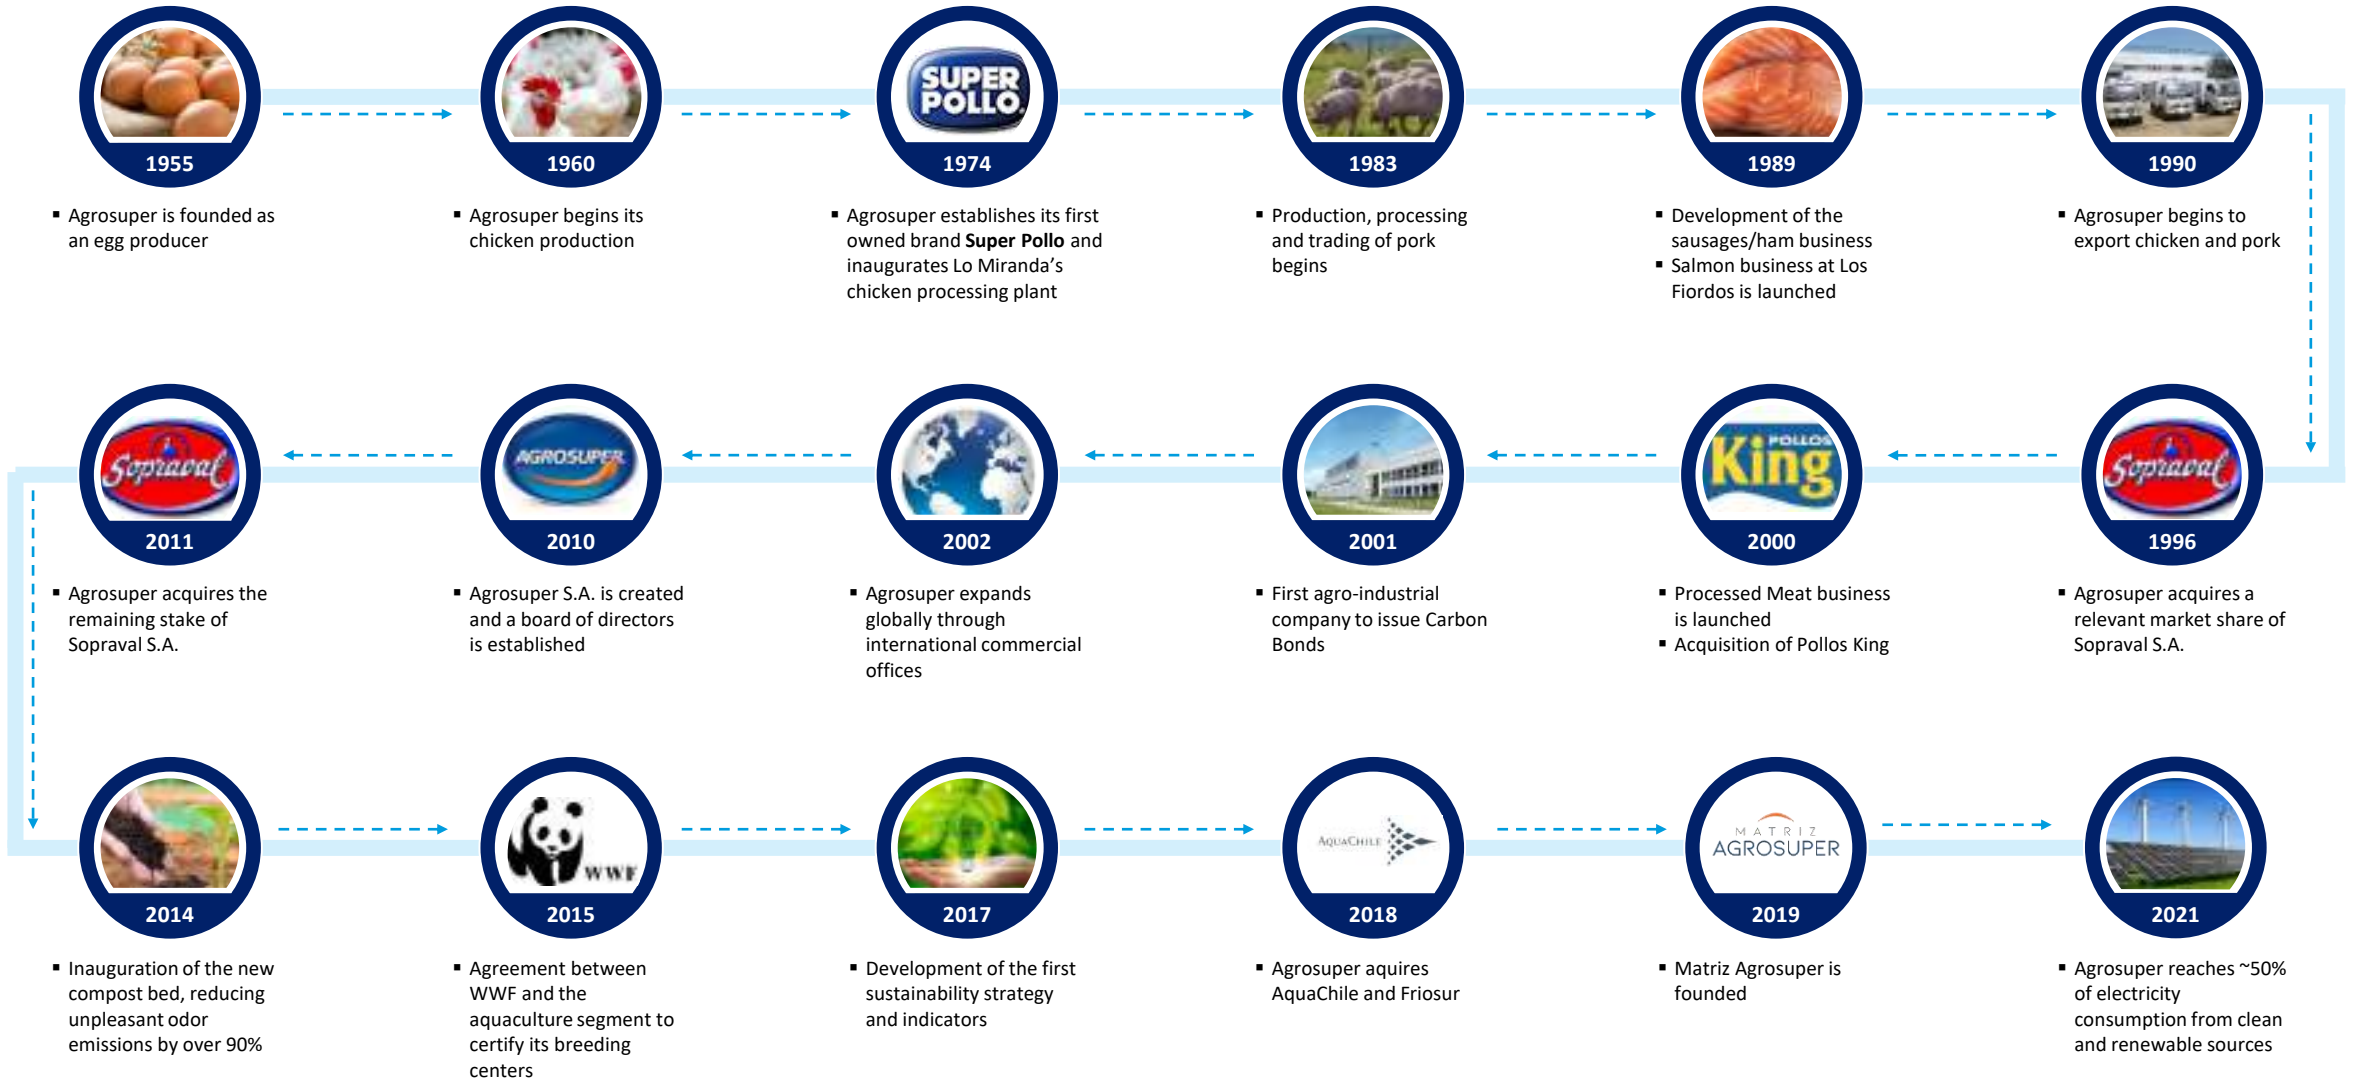 1955
▪ Agrosuper is founded as
an egg producer
1960
▪ Agrosuper begins its
chicken production
SUPER
POLLO
1974
▪ Agrosuper establishes its first
owned brand Super Pollo and
inaugurates Lo Miranda's
chicken processing plant
1983
▪ Production, processing
and trading of pork
begins
1989
▪ Development of the
sausages/ham business
▪ Salmon business at Los
Fiordos is launched
1990
▪ Agrosuper begins to
export chicken and pork
Sopraval
1996
▪ Agrosuper acquires a
relevant market share of
Sopraval S.A.
POLLOS
King
2000
▪ Processed Meat business
is launched
▪ Acquisition of Pollos King
2001
▪ First agro-industrial
company to issue Carbon
Bonds
2002
▪ Agrosuper expands
globally through
international commercial
offices
AGROSUPER
2010
▪ Agrosuper S.A. is created
and a board of directors
is established
Sopraval
2011
▪ Agrosuper acquires the
remaining stake of
Sopraval S.A.
2014
▪ Inauguration of the new
compost bed, reducing
unpleasant odor
emissions by over 90%
WWF
2015
▪ Agreement between
WWF and the
aquaculture segment to
certify its breeding
centers
2017
▪ Development of the first
sustainability strategy
and indicators
AQUACHILE
2018
▪ Agrosuper aquires
AquaChile and Friosur
MATRIZ
AGROSUPER
2019
▪ Matriz Agrosuper is
founded
2021
▪ Agrosuper reaches ~50%
of electricity
consumption from clean
and renewable sources